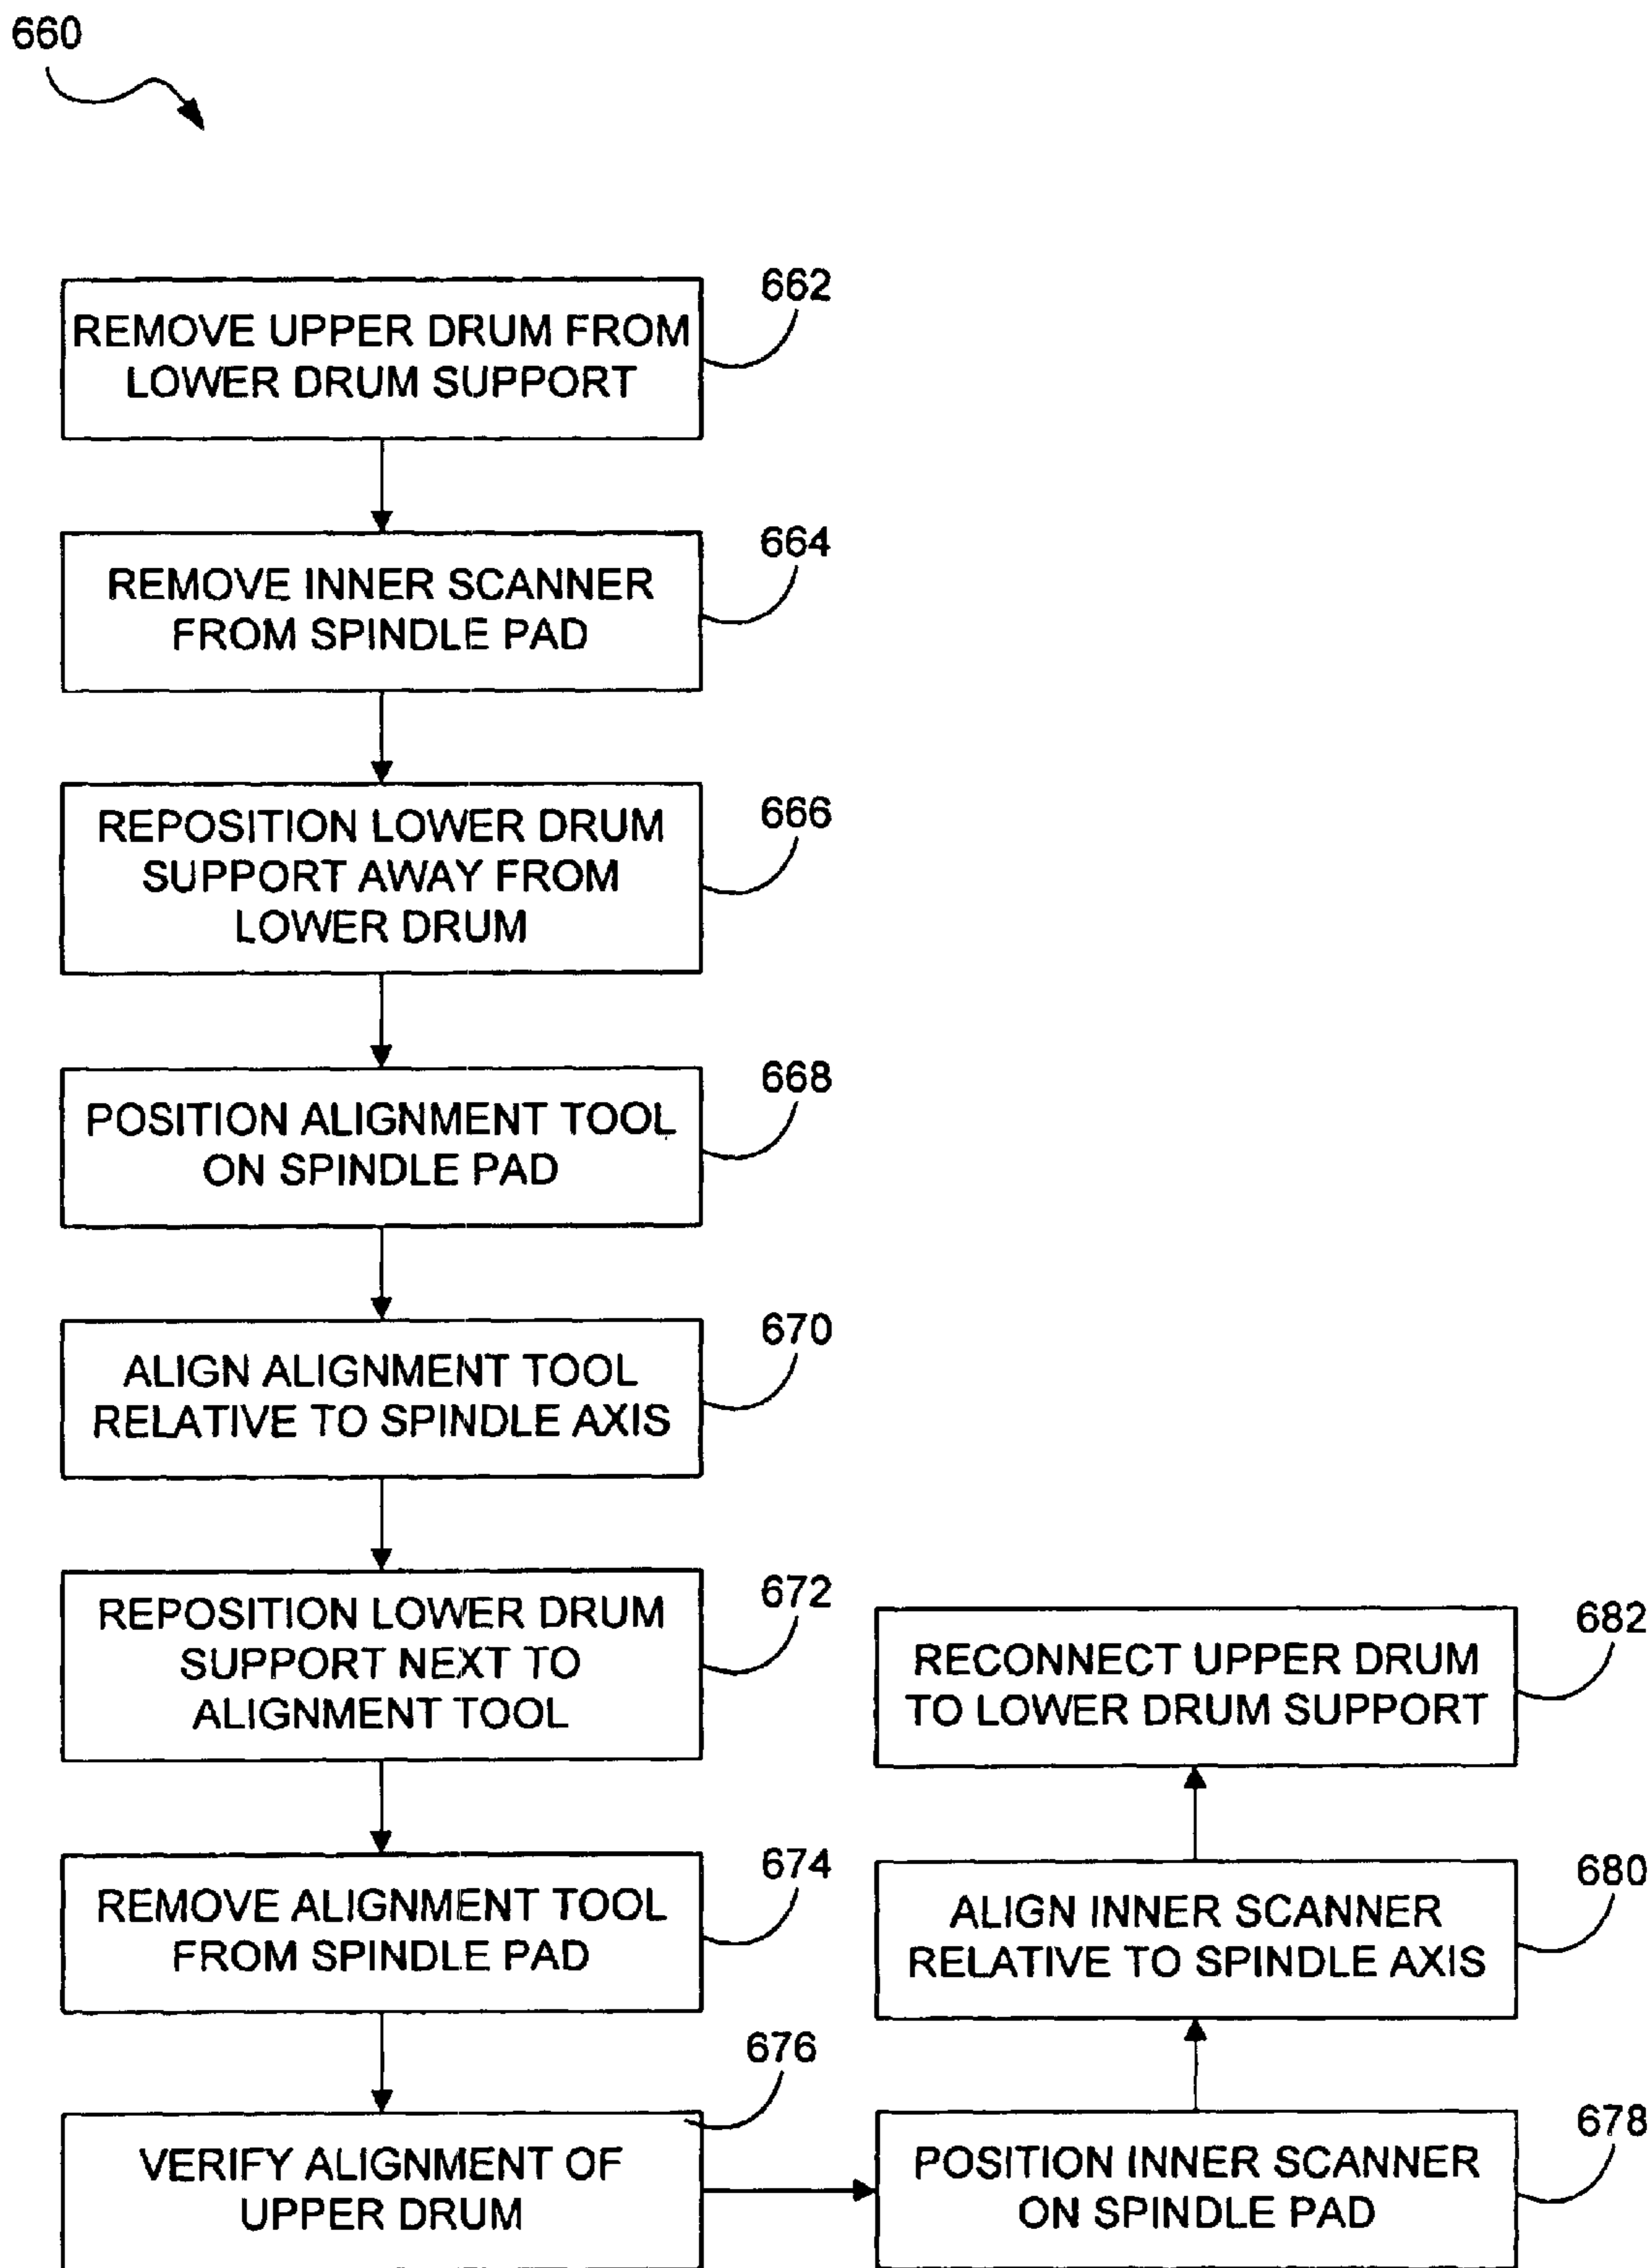 660
REMOVE UPPER DRUM FROM
LOWER DRUM SUPPORT
662
REMOVE INNER SCANNER
FROM SPINDLE PAD
664
REPOSITION LOWER DRUM
SUPPORT AWAY FROM
LOWER DRUM
666
POSITION ALIGNMENT TOOL
ON SPINDLE PAD
668
ALIGN ALIGNMENT TOOL
RELATIVE TO SPINDLE AXIS
670
REPOSITION LOWER DRUM
SUPPORT NEXT TO
ALIGNMENT TOOL
672
REMOVE ALIGNMENT TOOL
FROM SPINDLE PAD
674
VERIFY ALIGNMENT OF
UPPER DRUM
676
POSITION INNER SCANNER
ON SPINDLE PAD
678
ALIGN INNER SCANNER
RELATIVE TO SPINDLE AXIS
680
RECONNECT UPPER DRUM
TO LOWER DRUM SUPPORT
682